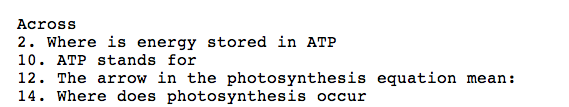 Across
2. Where is energy stored in ATP
10. ATP stands for
12. The arrow in the photosynthesis equation mean:
14. Where does photosynthesis occur